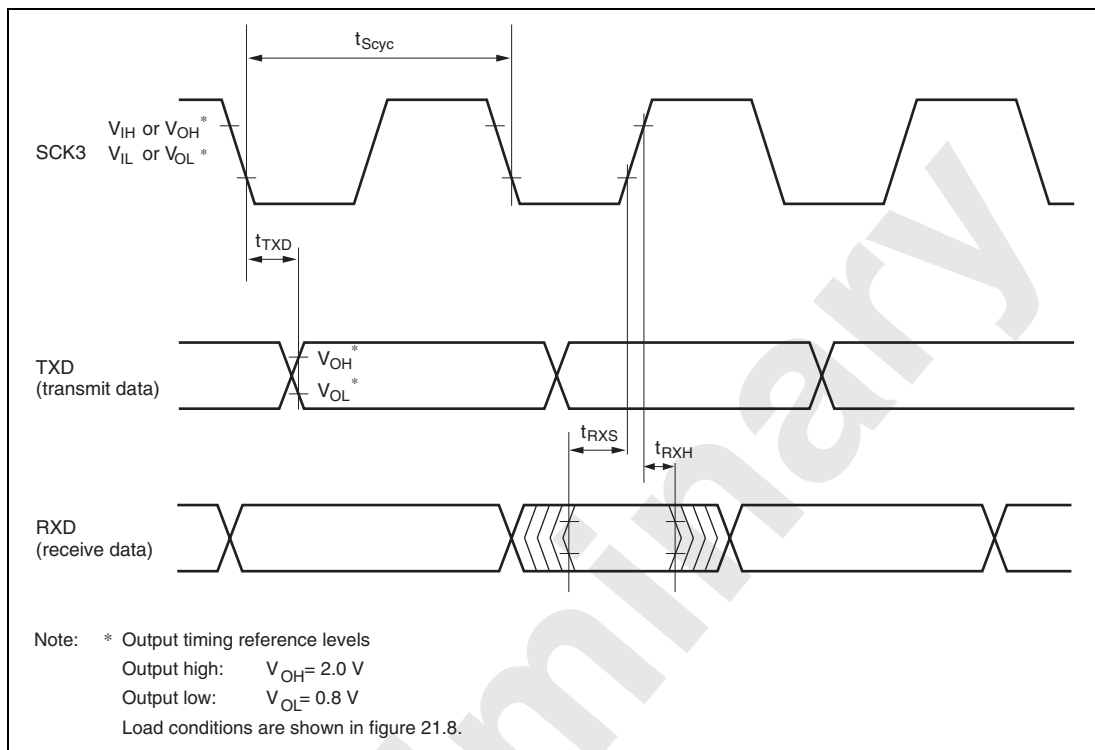 tScyc
VIH or VOH*
SCK3
VIL or VOL*
tTXD
TXD
(transmit data)
VOH*
VOL*
tRXS
tRXH
RXD
(receive data)
Note: * Output timing reference levels
Output high: VOH= 2.0 V
Output low: VOL= 0.8 V
Load conditions are shown in figure 21.8.
minary